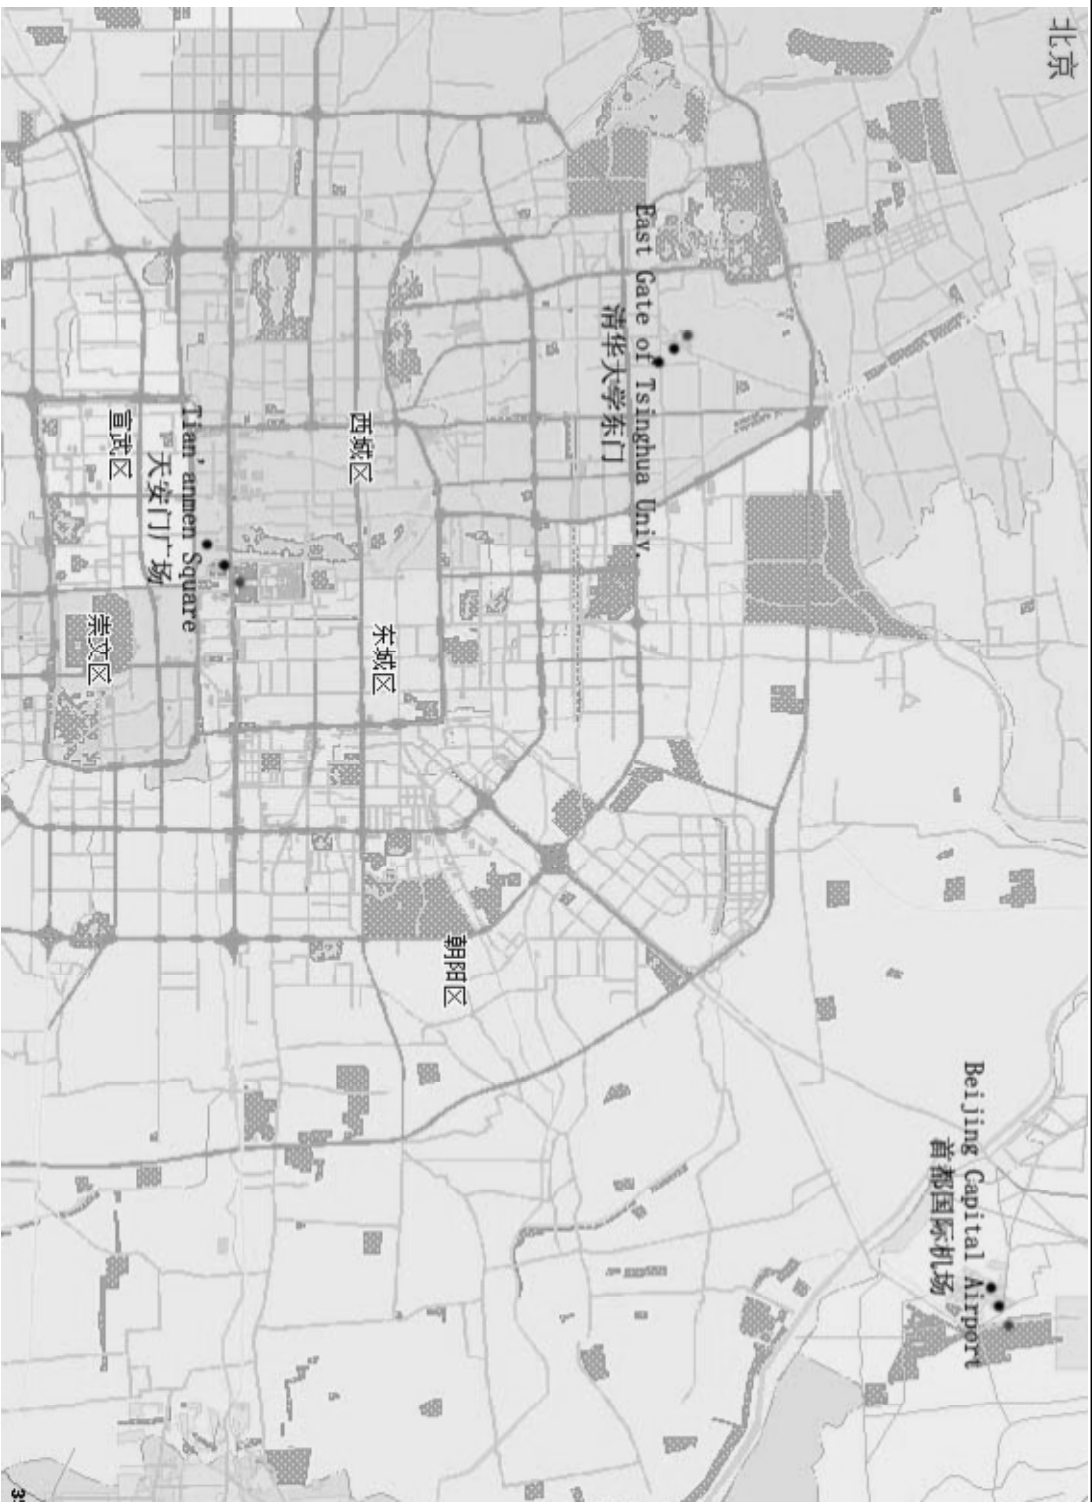 北京
East Gate of Tsinghua Univ.
清华大学东门
Beijing Capital Airport
首都国际机场
西城区
东城区
朝阳区
Tian'anmen Square
天安门广场
宣武区
崇文区